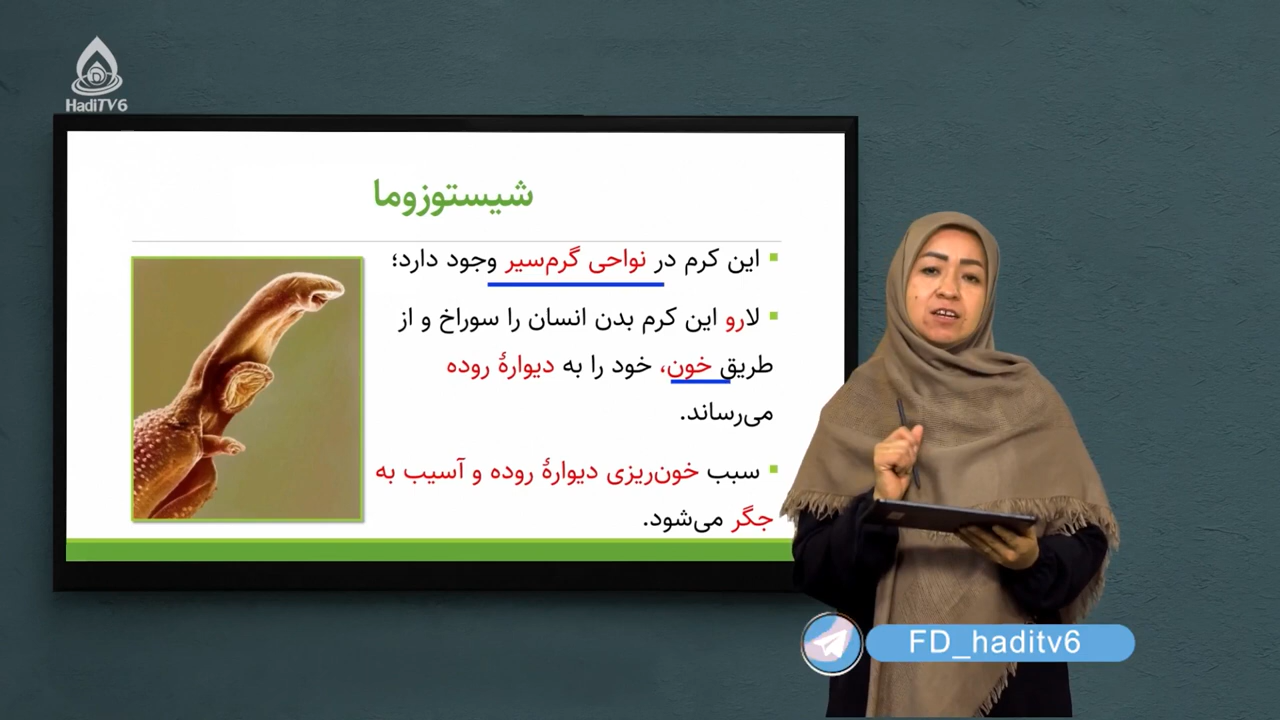 HadiTV6
شیستوزوما
این کرم در نواحی گرم‌سیر وجود دارد؛
لارو این کرم بدن انسان را سوراخ و از
طریق خون، خود را به دیوارهٔ روده
می‌رساند.
سبب خون‌ریزی دیوارهٔ روده و آسیب به
جگر می‌شود.
FD_haditv6